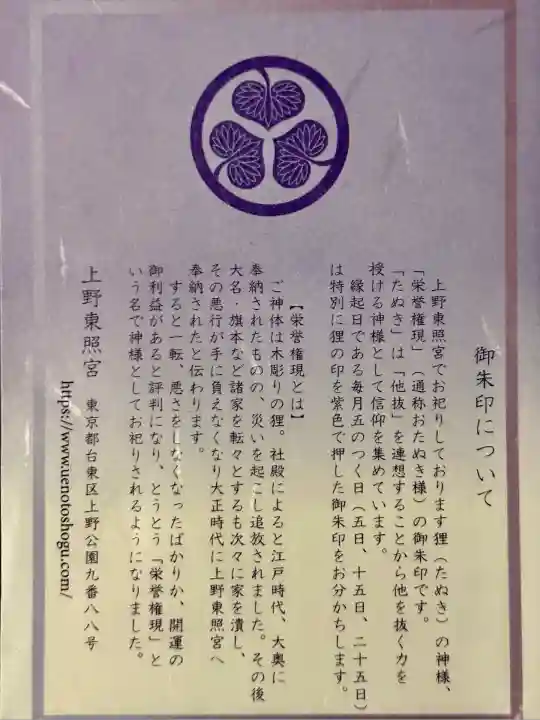 御朱印について
上野東照宮でお祀りしております狸（たぬき）の神様、
「栄誉権現」（通称おたぬき様）の御朱印です。
「たぬき」は「他抜」を連想することから他を抜く力を
授ける神様として信仰を集めています。
縁起日である毎月五のつく日（五日、十五日、二十五日）
は特別に狸の印を紫色で押した御朱印をお分かちします。
【栄誉権現とは】
ご神体は木彫りの狸。社殿によると江戸時代、大奥に
奉納されたものの、災いを起こし追放されました。その後
大名・旗本など諸家を転々とするも次々に家を潰し、
その悪行が手に負えなくなり大正時代に上野東照宮へ
奉納されたと伝わります。
すると一転、悪さをしなくなったばかりか、開運の
御利益があると評判になり、とうとう「栄誉権現」と
いう名で神様としてお祀りされるようになりました。
上野東照宮　東京都台東区上野公園九番八八号
https://www.uenotoshogu.com/